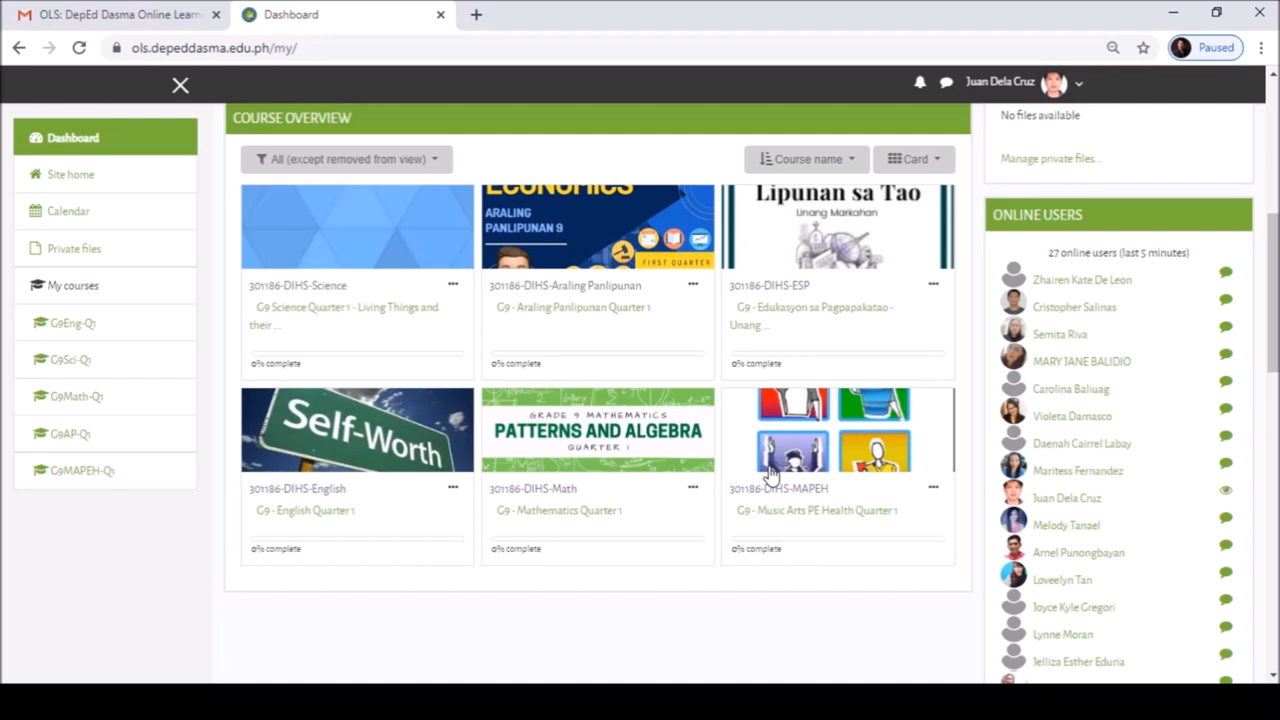 OLS: DepEd Dasma Online Learn
Dashboard
ols.depeddasma.edu.ph/my/
Paused
Juan Dela Cruz
Dashboard
Site home
Calendar
Private files
My courses
G9Eng-Q1
G9Sci-Q1
G9Math-Q1
G9AP-Q1
G9MAPEH-Q1
COURSE OVERVIEW
All (except removed from view)
Course name
Card
301186-DIHS-Science
G9 Science Quarter 1 - Living Things and
their ...
0% complete
ECONOMICS
ARALING
PANLIPUNAN 9
FIRST QUARTER
301186-DIHS-Araling Panlipunan
G9 - Araling Panlipunan Quarter 1
0% complete
Lipunan sa Tao
Unang Markahan
301186-DIHS-ESP
G9 - Edukasyon sa Pagpapakatao -
Unang ...
0% complete
Self-Worth
301186-DIHS-English
G9 - English Quarter 1
0% complete
GRADE 9 MATHEMATICS
PATTERNS AND ALGEBRA
QUARTER 1
301186-DIHS-Math
G9 - Mathematics Quarter 1
0% complete
301186-DIHS-MAPEH
G9 - Music Arts PE Health Quarter 1
0% complete
No files available
Manage private files...
ONLINE USERS
27 online users (last 5 minutes)
Zhairen Kate De Leon
Cristopher Salinas
Semita Riva
MARY JANE BALIDIO
Carolina Baliuag
Violeta Damasco
Daenah Cairrel Labay
Maritess Fernandez
Juan Dela Cruz
Melody Tanael
Arnel Punongbayan
Loveelyn Tan
Joyce Kyle Gregori
Lynne Moran
Jelliza Esther Eduria